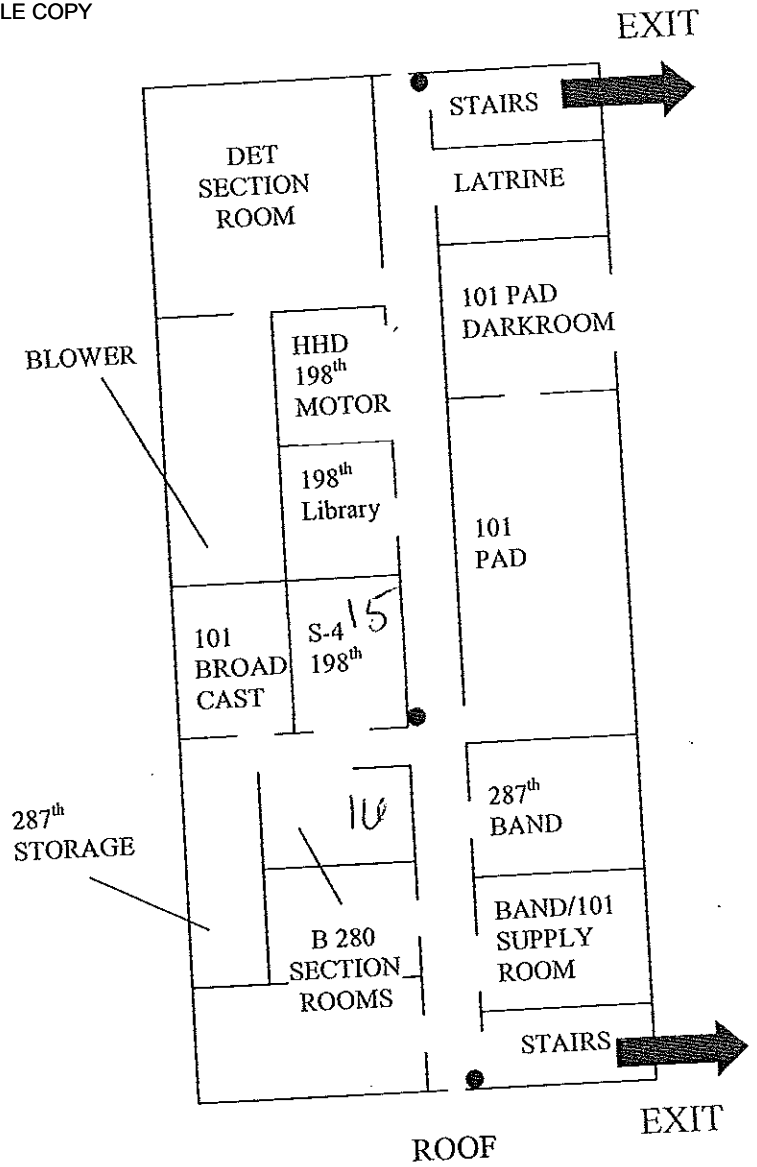 LE COPY
EXIT
STAIRS
DET
SECTION
ROOM
LATRINE
101 PAD
DARKROOM
BLOWER
HHD
198th
MOTOR
198th
Library
101
PAD
S-4 15
198th
101
BROAD
CAST
287th
STORAGE
16
287th
BAND
B 280
SECTION
ROOMS
BAND/101
SUPPLY
ROOM
STAIRS
EXIT
ROOF